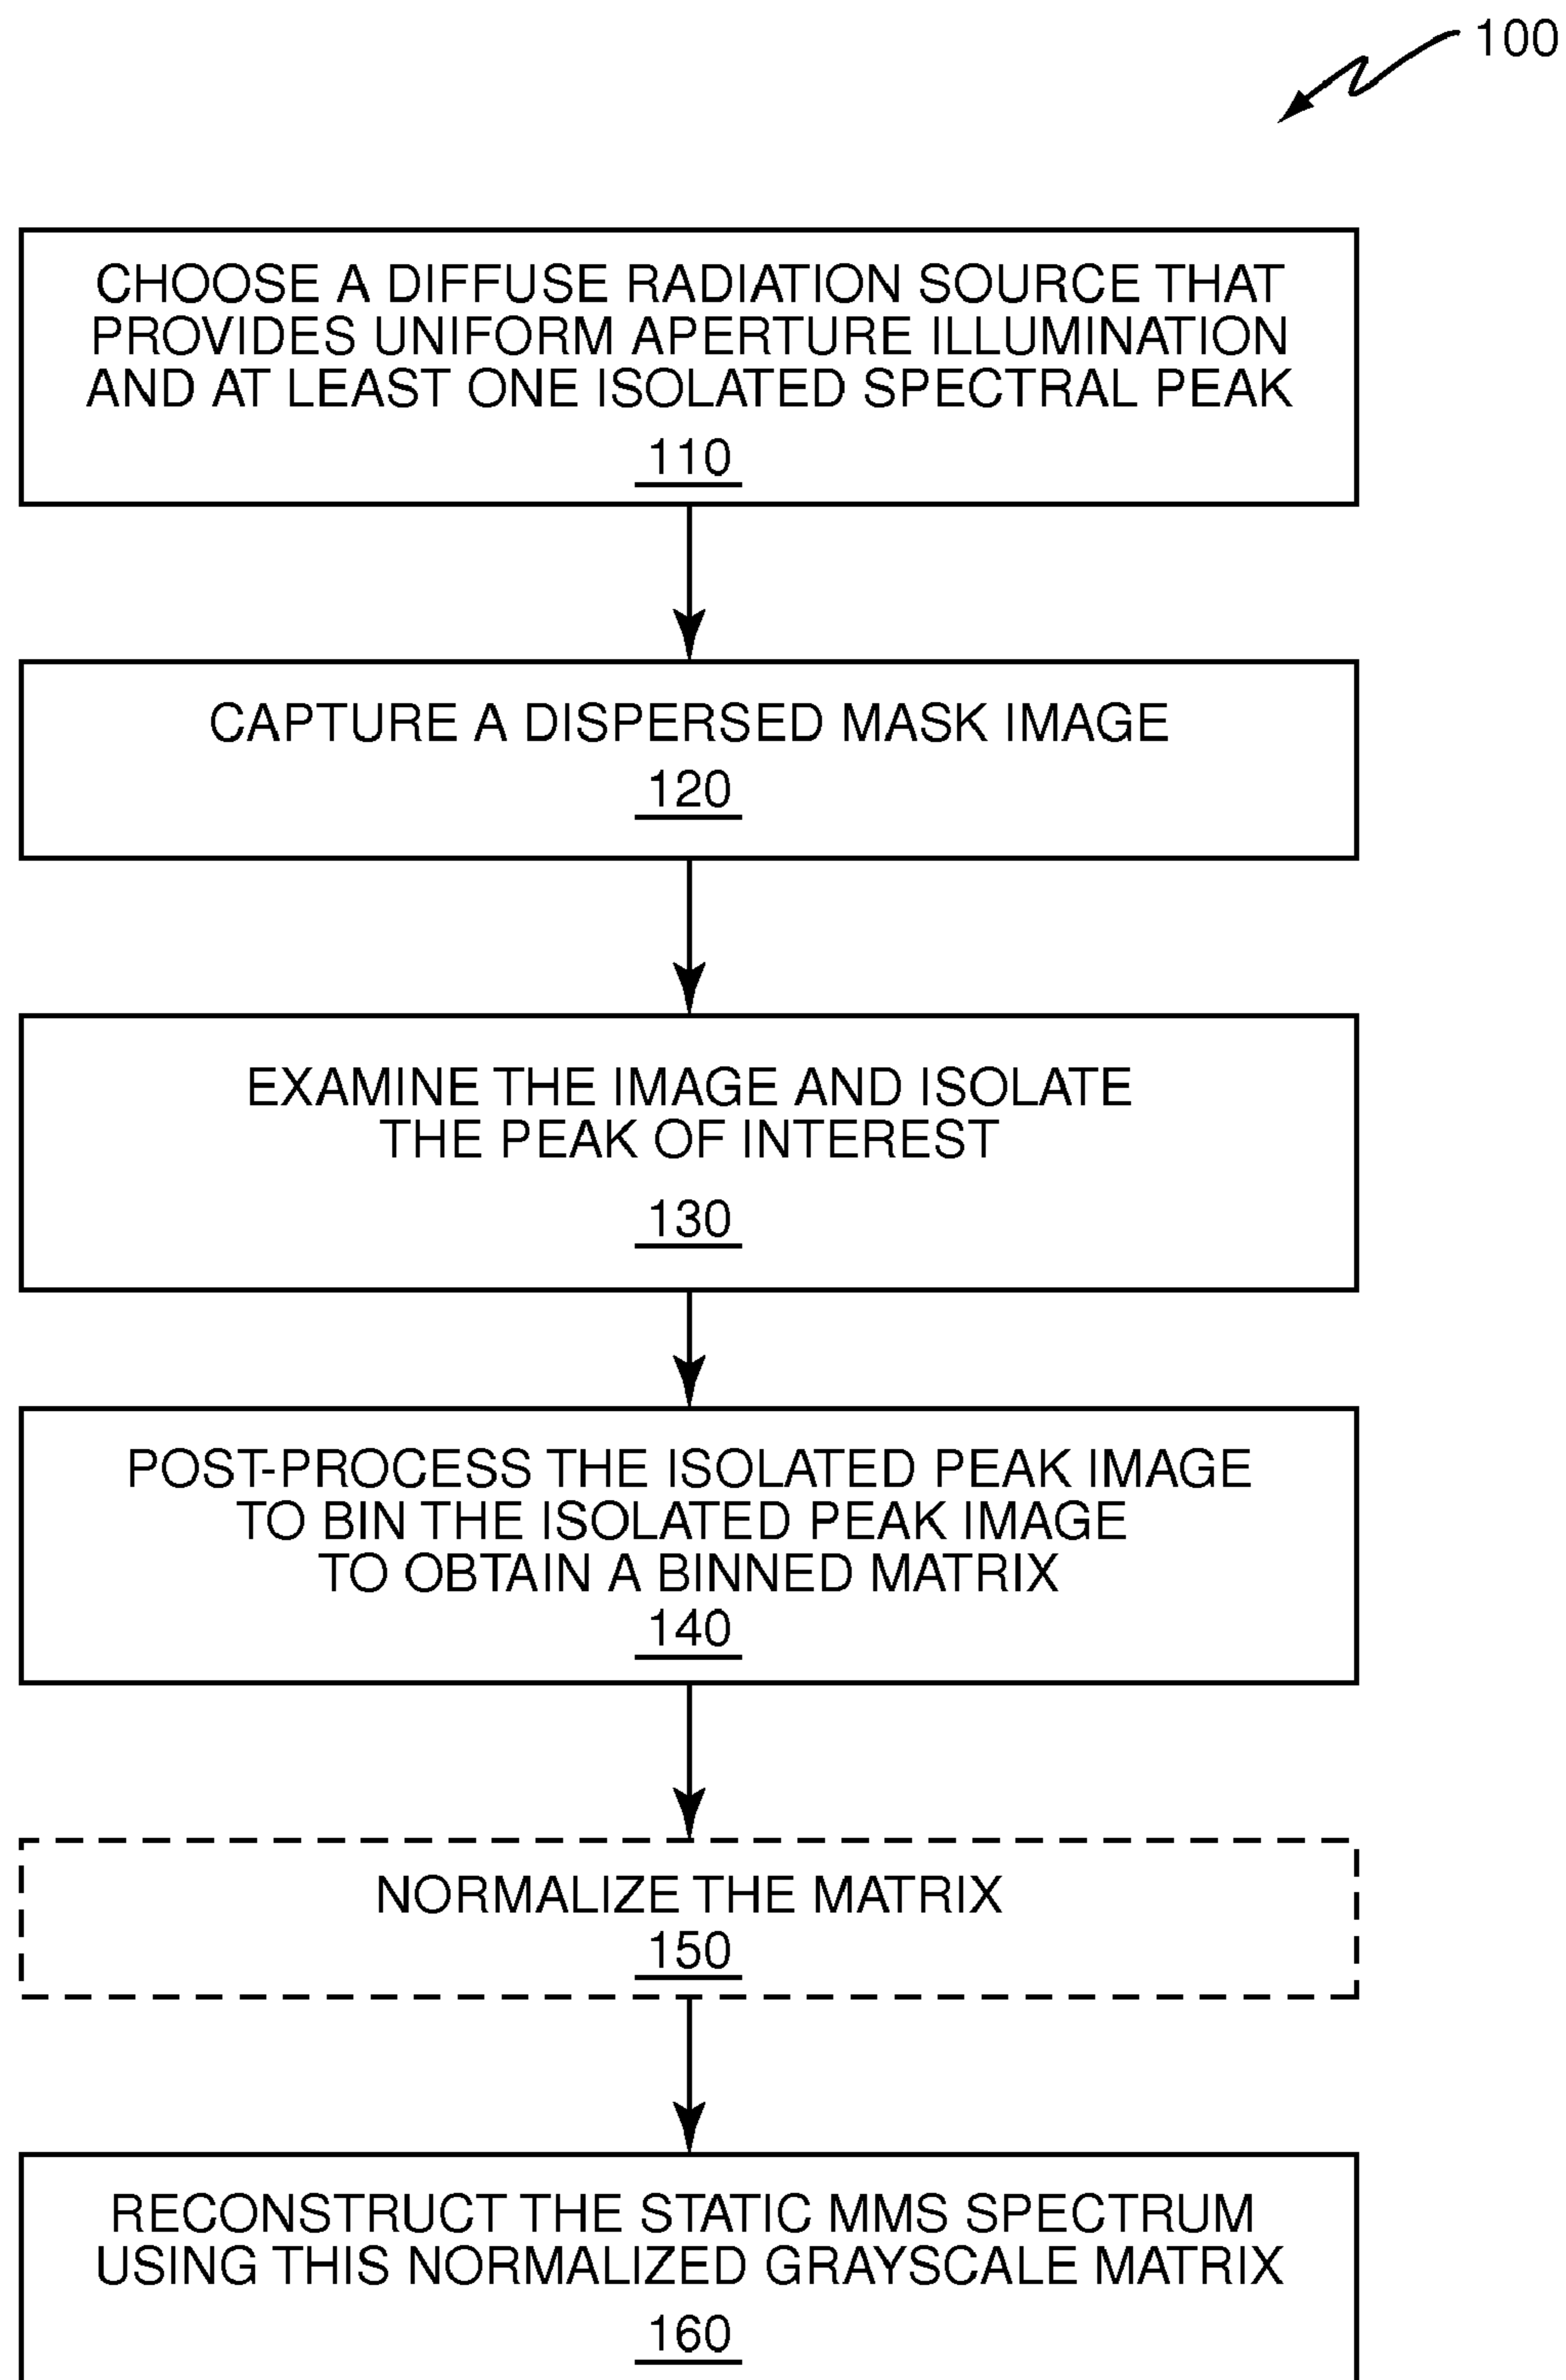 100
CHOOSE A DIFFUSE RADIATION SOURCE THAT
PROVIDES UNIFORM APERTURE ILLUMINATION
AND AT LEAST ONE ISOLATED SPECTRAL PEAK
110
CAPTURE A DISPERSED MASK IMAGE
120
EXAMINE THE IMAGE AND ISOLATE
THE PEAK OF INTEREST
130
POST-PROCESS THE ISOLATED PEAK IMAGE
TO BIN THE ISOLATED PEAK IMAGE
TO OBTAIN A BINNED MATRIX
140
NORMALIZE THE MATRIX
150
RECONSTRUCT THE STATIC MMS SPECTRUM
USING THIS NORMALIZED GRAYSCALE MATRIX
160